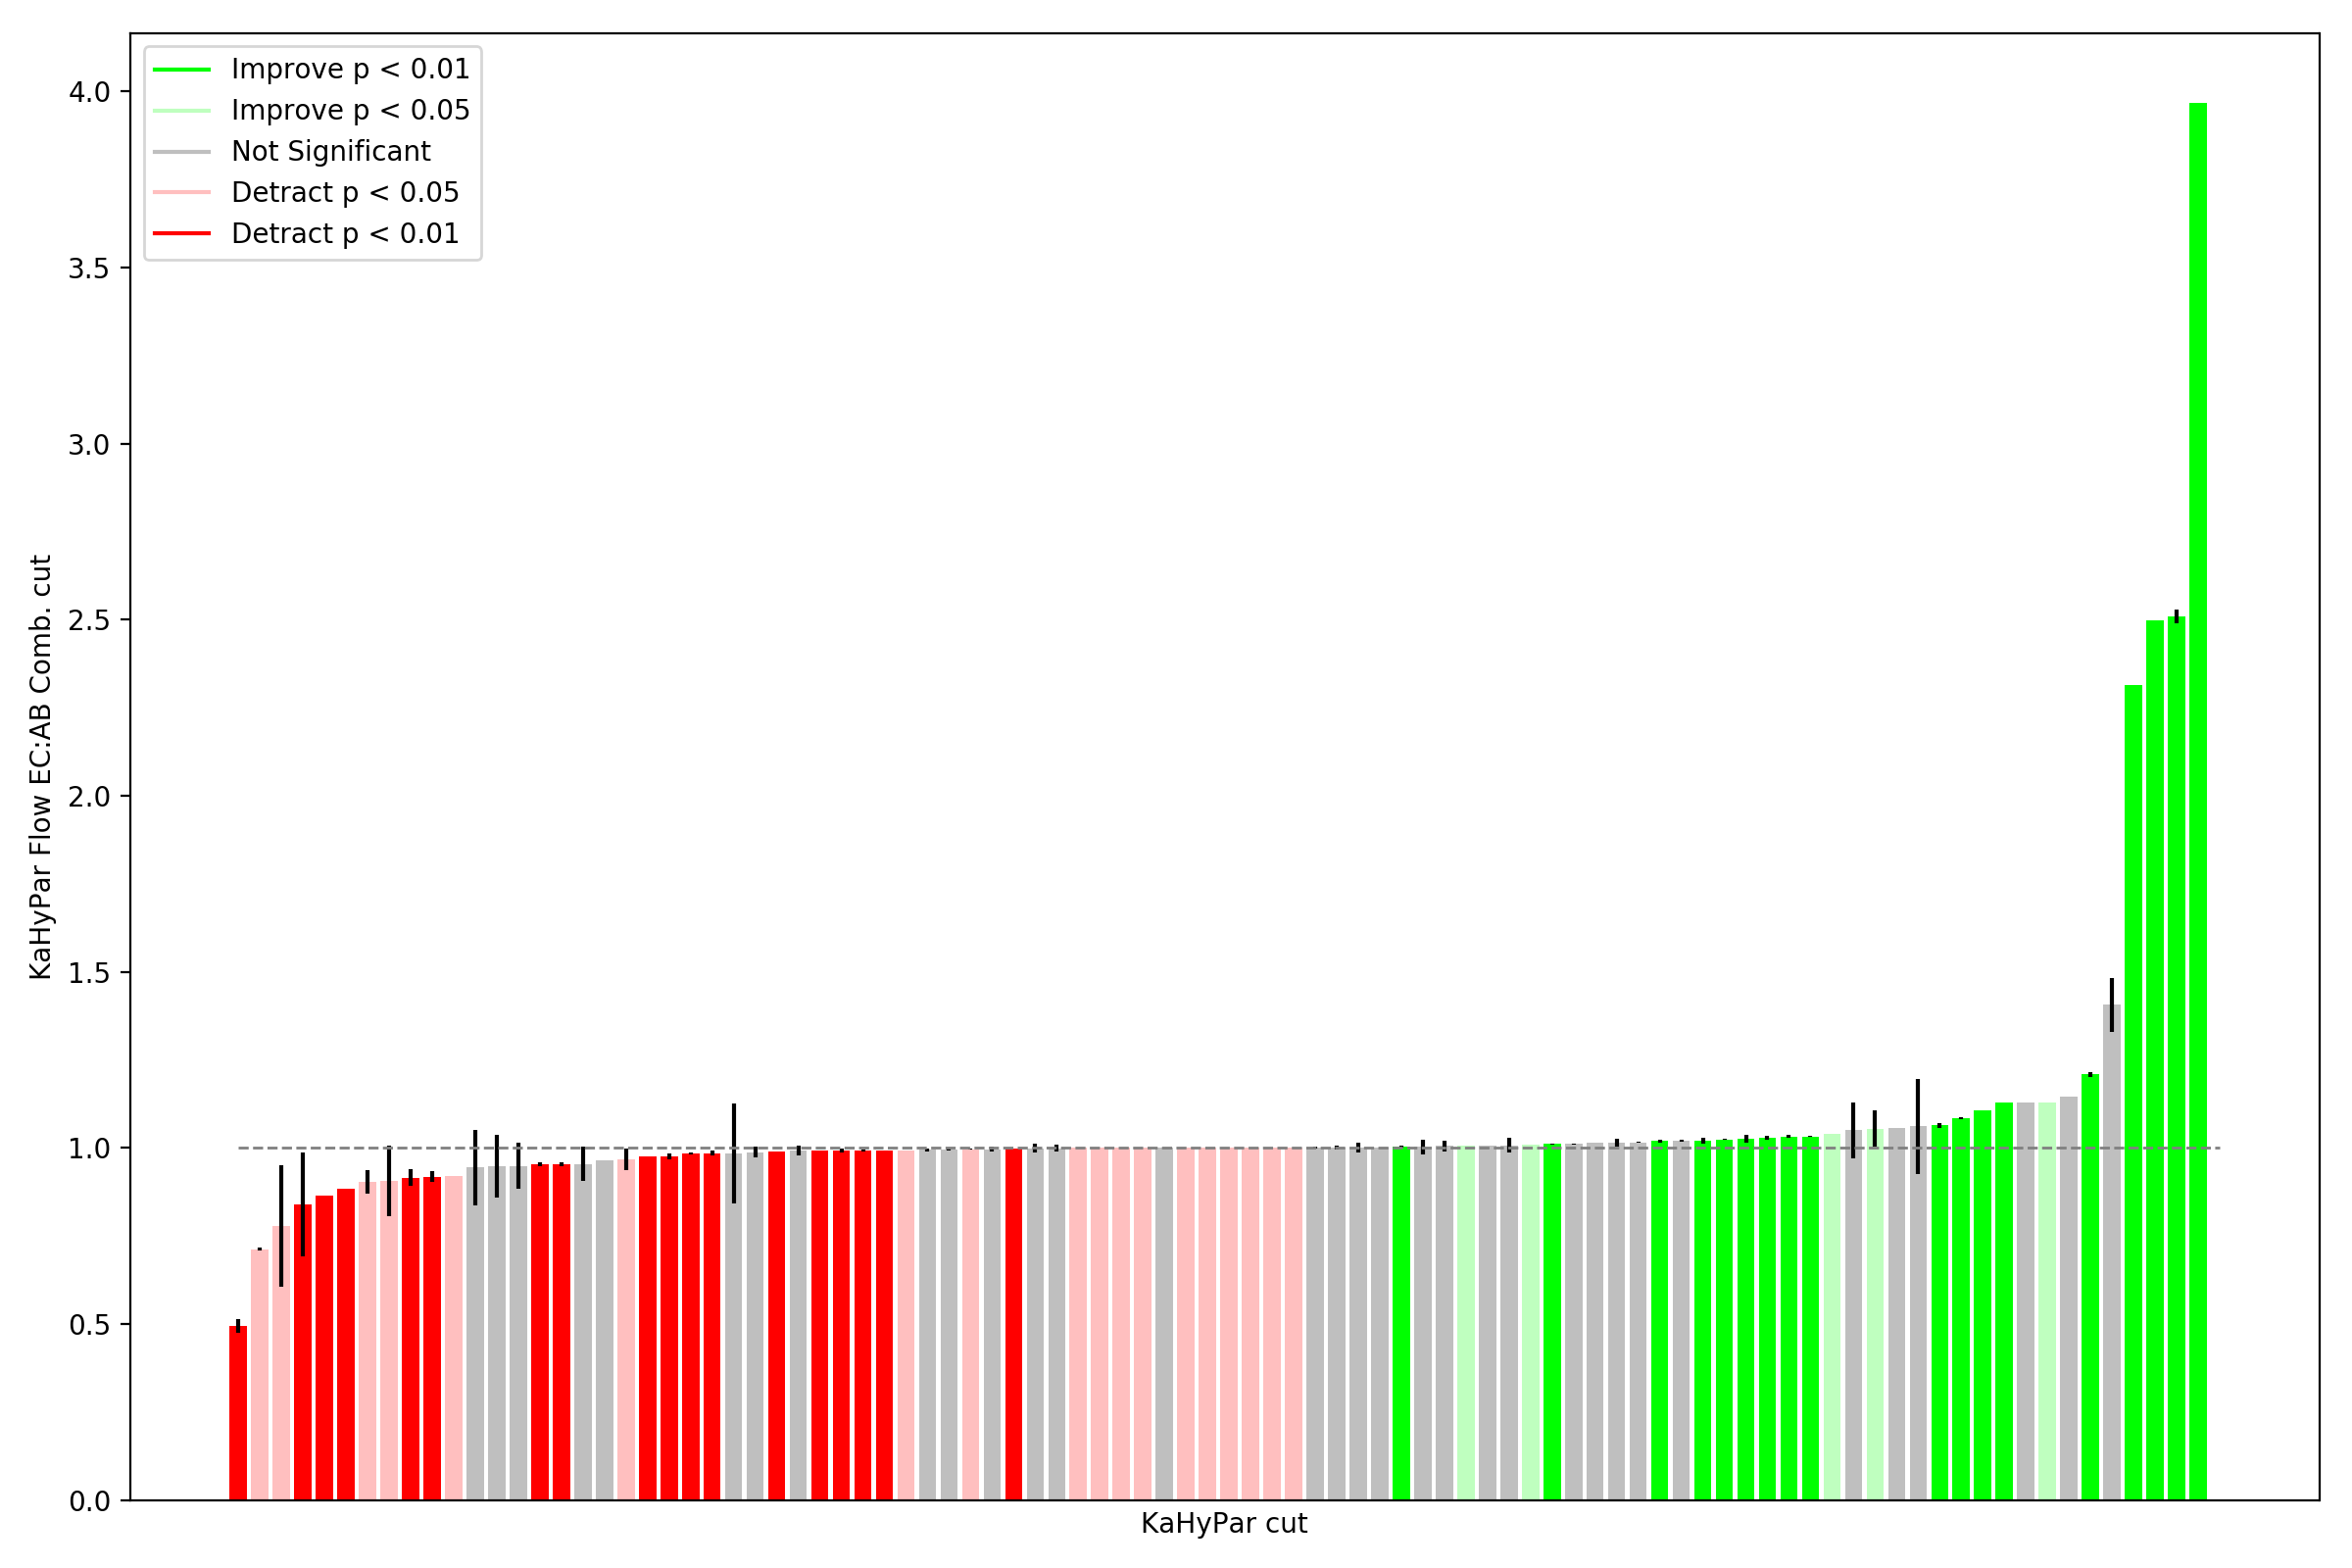 Improve p < 0.01
Improve p < 0.05
Not Significant
Detract p < 0.05
Detract p < 0.01
4.0
3.5
3.0
2.5
2.0
1.5
1.0
0.5
0.0
KaHyPar Flow EC:AB Comb. cut
KaHyPar cut